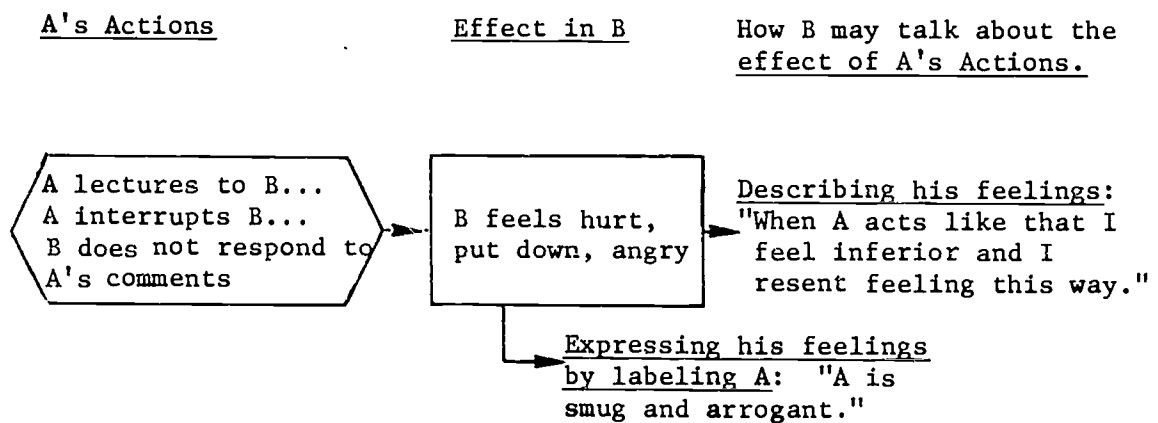 A's Actions
Effect in B
How B may talk about the
effect of A's Actions.
A lectures to B...
A interrupts B...
B does not respond to
A's comments
B feels hurt,
put down, angry
Describing his feelings:
"When A acts like that I
feel inferior and I
resent feeling this way."
Expressing his feelings
by labeling A: "A is
smug and arrogant."